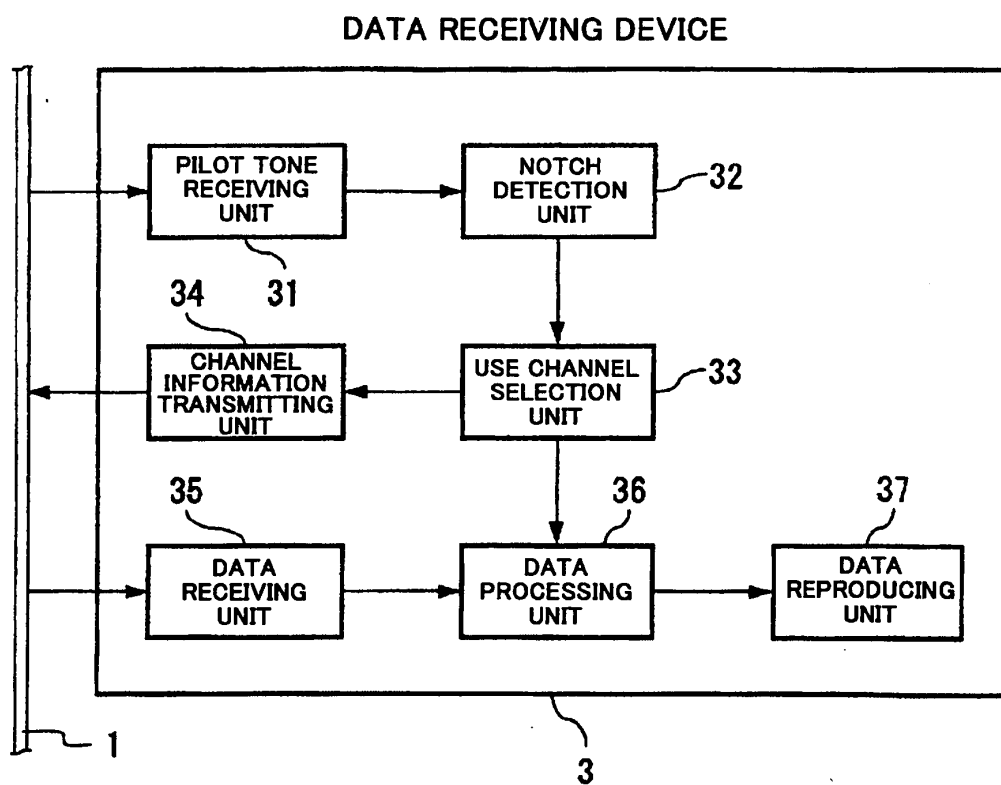 DATA RECEIVING DEVICE
PILOT TONE
RECEIVING
UNIT
31
NOTCH
DETECTION
UNIT
32
34
CHANNEL
INFORMATION
TRANSMITTING
UNIT
USE CHANNEL
SELECTION
UNIT
33
35
DATA
RECEIVING
UNIT
36
DATA
PROCESSING
UNIT
37
DATA
REPRODUCING
UNIT
1
3